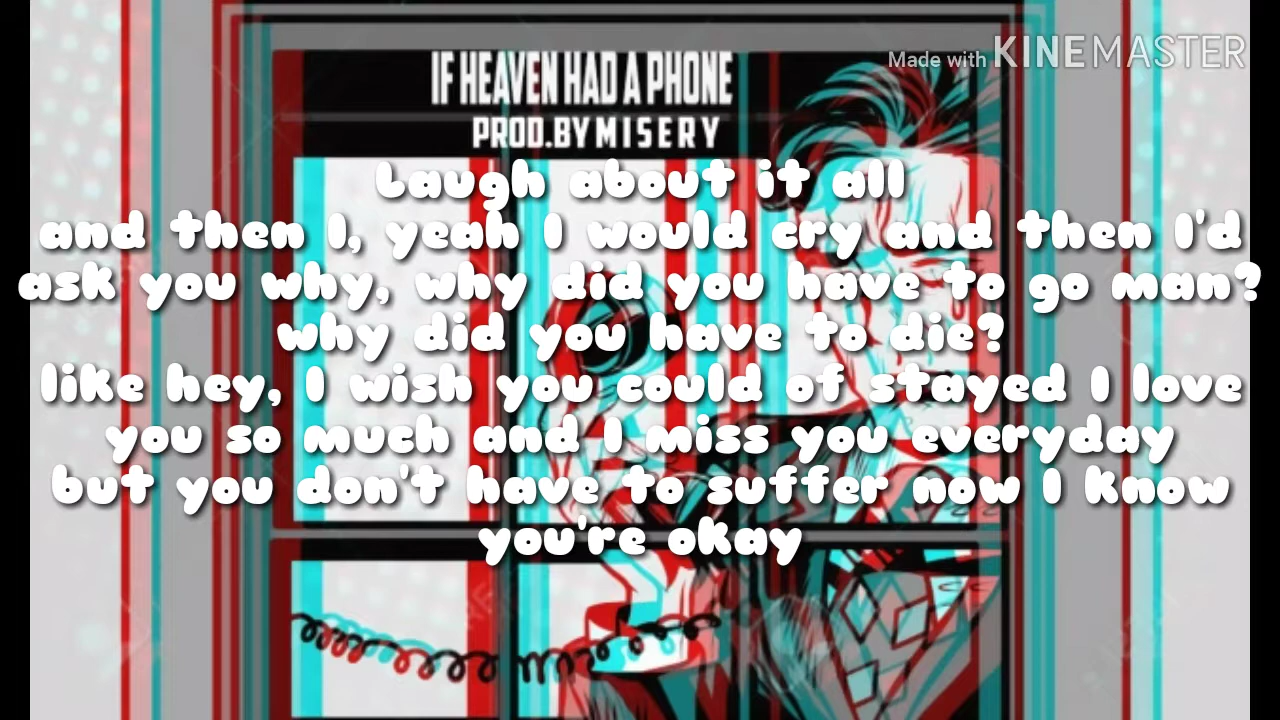 Made with KINEMASTER
IF HEAVEN HAD A PHONE
PROD.BY MISERY
Laugh about it all
and then I, yeah I would cry and then I'd
ask you why, why did you have to go man?
why did you have to die?
like hey, I wish you could of stayed I love
you so much and I miss you everyday
but you don't have to suffer now I know
you're okay